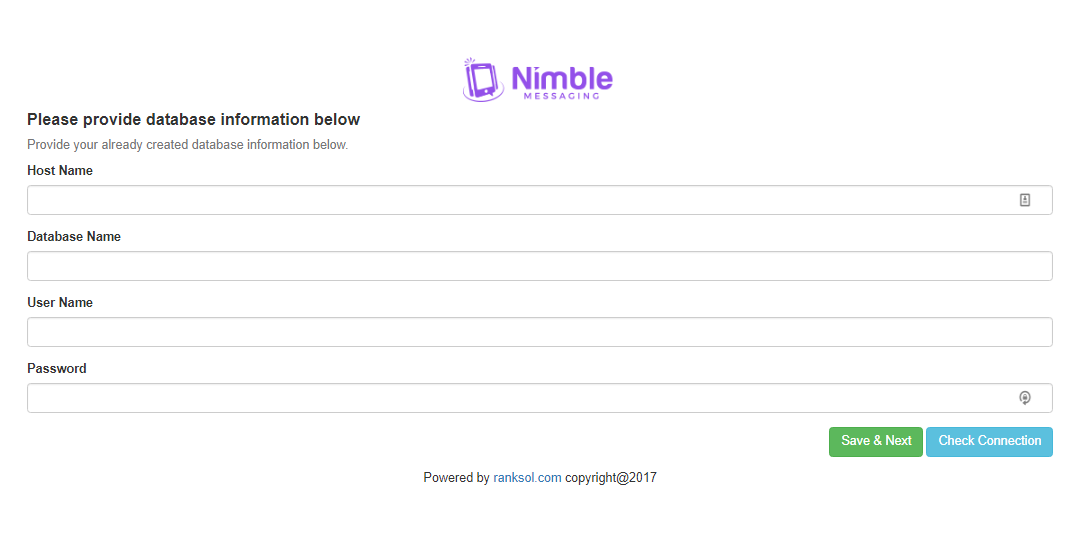 Nimble
MESSAGING
Please provide database information below
Provide your already created database information below.
Host Name
Database Name
User Name
Password
Save & Next Check Connection
Powered by ranksol.com copyright@2017